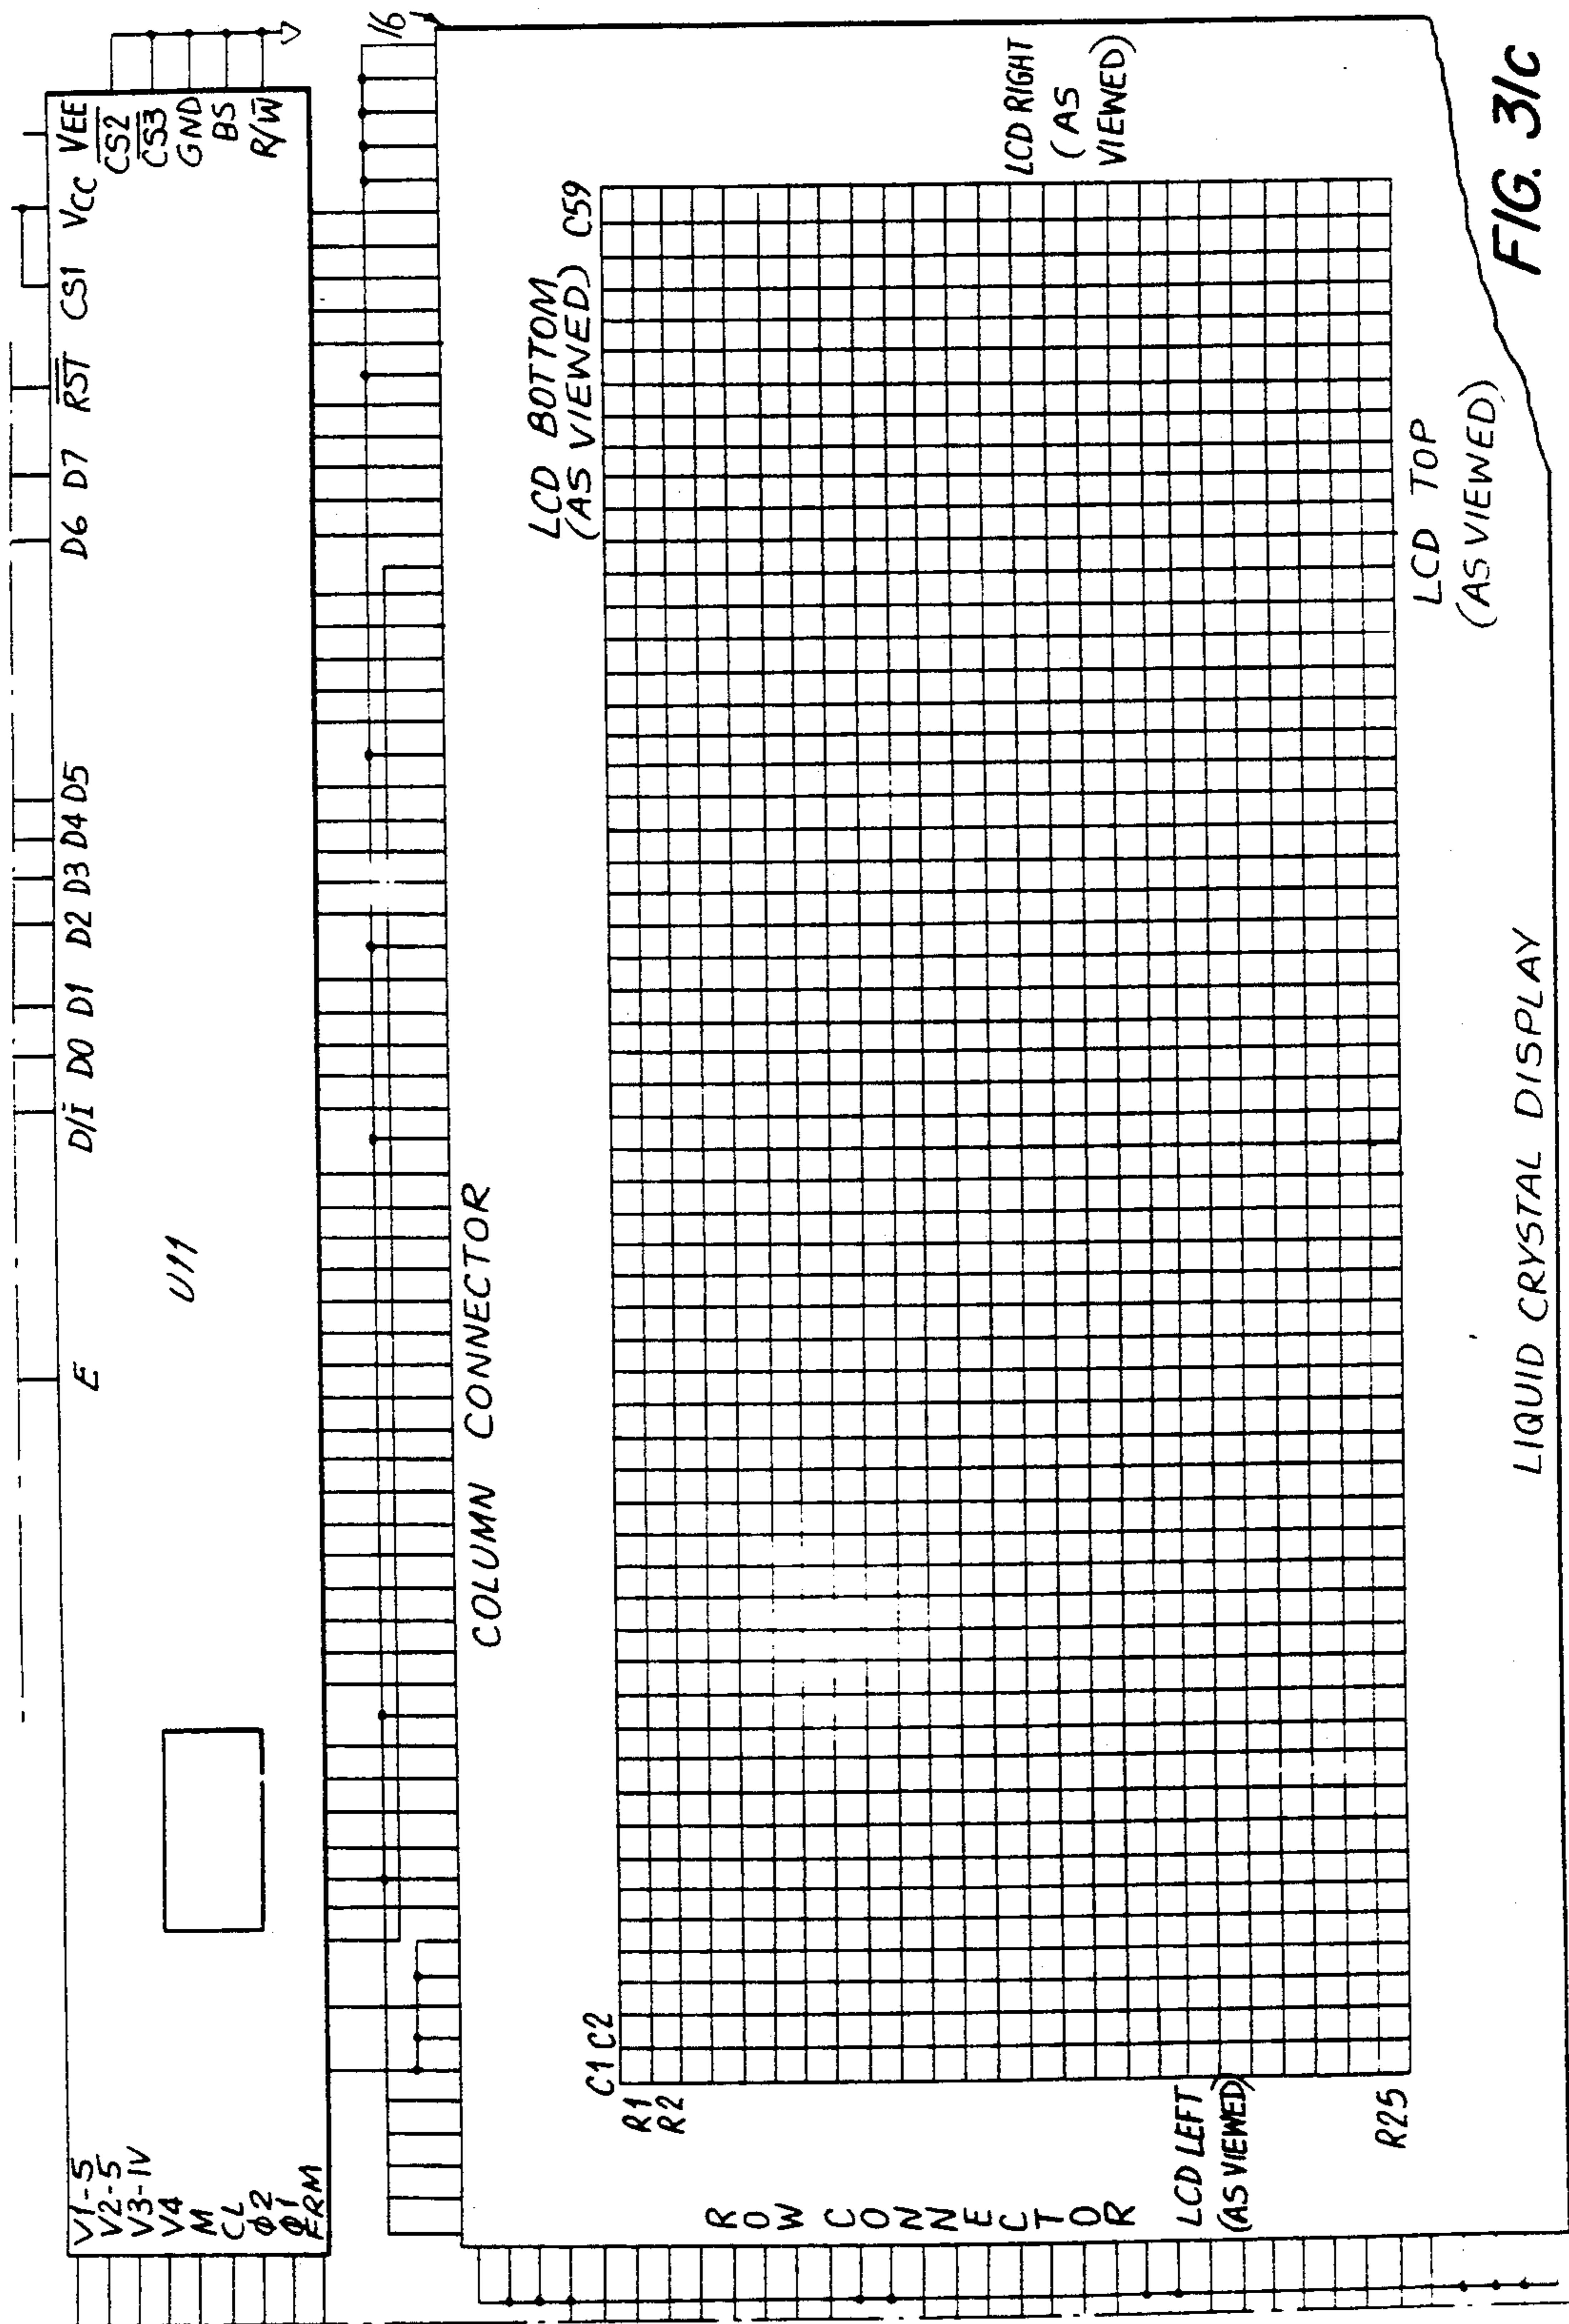 VEE
VCC
CS1
RST
D7
D6
D5
D4
D3
D2
D1
D0
D/I
E
CS2
CS3
GND
BS
R/W
U11
V1-5
V2-5
V3-1V
V4
M
CL
Φ2
Φ1
FRM
16
COLUMN CONNECTOR
LCD BOTTOM
(AS VIEWED)
C1 C2
C59
R1
R2
R25
ROW CONNECTOR
LCD LEFT
(AS VIEWED)
LCD RIGHT
(AS
VIEWED)
LCD TOP
(AS VIEWED)
LIQUID CRYSTAL DISPLAY
FIG. 31C